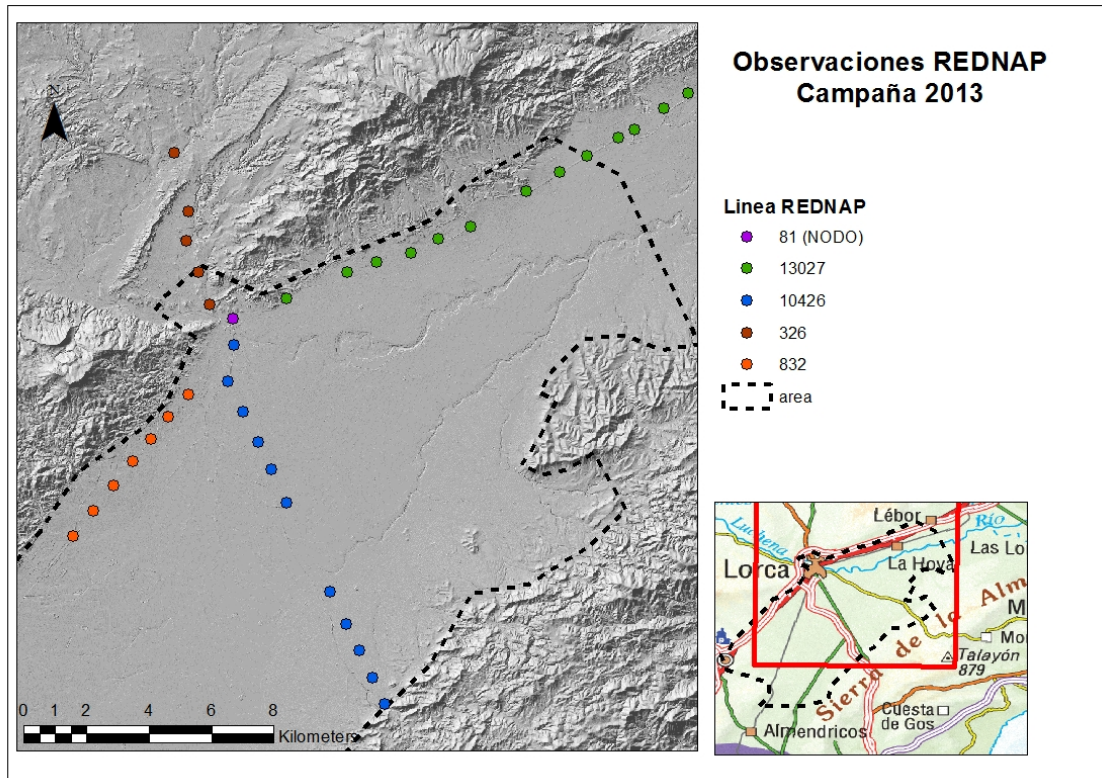 Observaciones REDNAP
Campaña 2013
N
Linea REDNAP
81 (NODO)
13027
10426
326
832
area
0 1 2 4 6 8
Kilometers
Lébor
Río
Luchena
Las Lo
La Hoya
Lorca
Sierra de la Alm
M
Mo
Talayón
879
Cuesta
de Gos
Almendricos